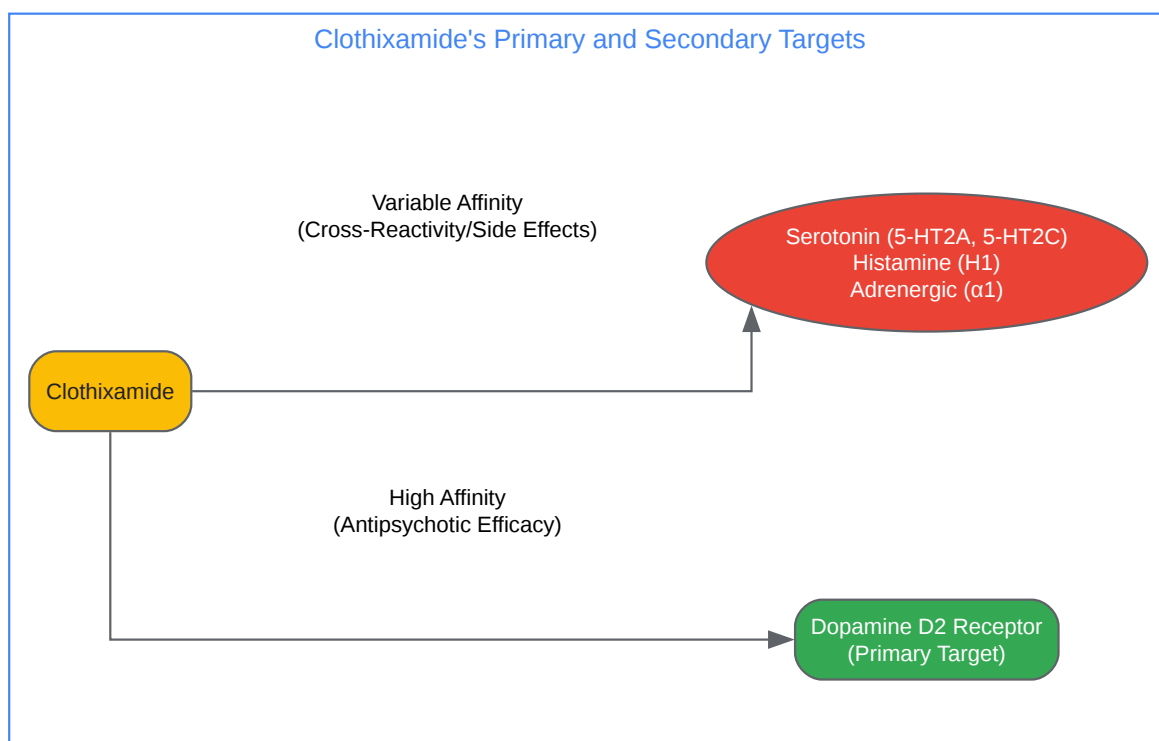 Clothixamide's Primary and Secondary Targets
Variable Affinity
(Cross-Reactivity/Side Effects)
Serotonin (5-HT2A, 5-HT2C)
Histamine (H1)
Adrenergic (α1)
Clothixamide
High Affinity
(Antipsychotic Efficacy)
Dopamine D2 Receptor
(Primary Target)